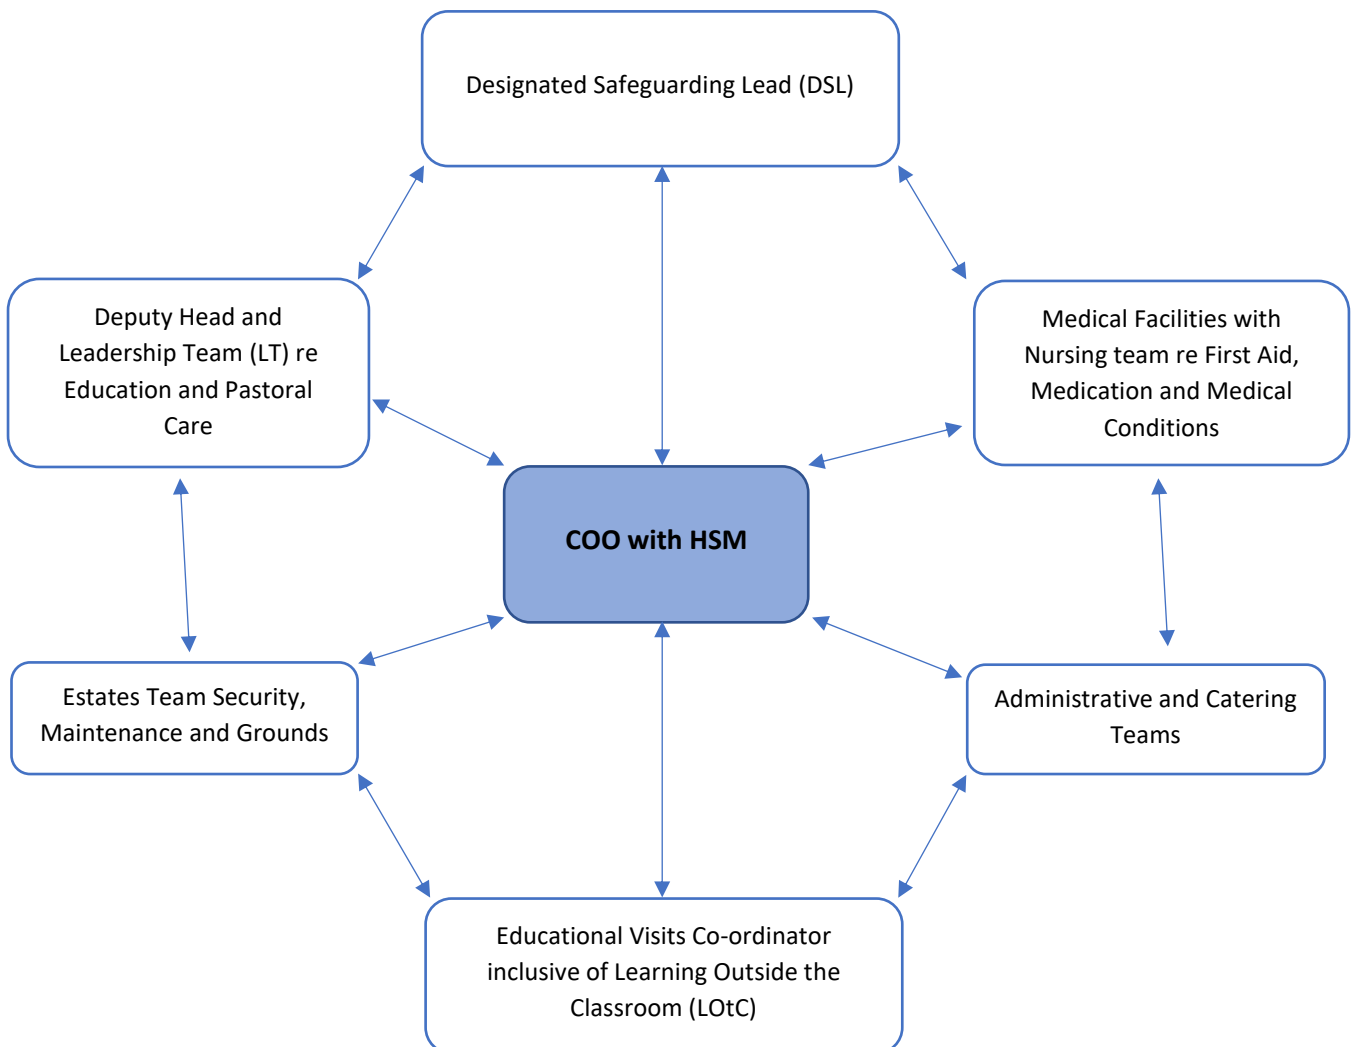 Designated Safeguarding Lead (DSL)
Deputy Head and
Leadership Team (LT) re
Education and Pastoral
Care
Medical Facilities with
Nursing team re First Aid,
Medication and Medical
Conditions
COO with HSM
Estates Team Security,
Maintenance and Grounds
Administrative and Catering
Teams
Educational Visits Co-ordinator
inclusive of Learning Outside the
Classroom (LOtC)